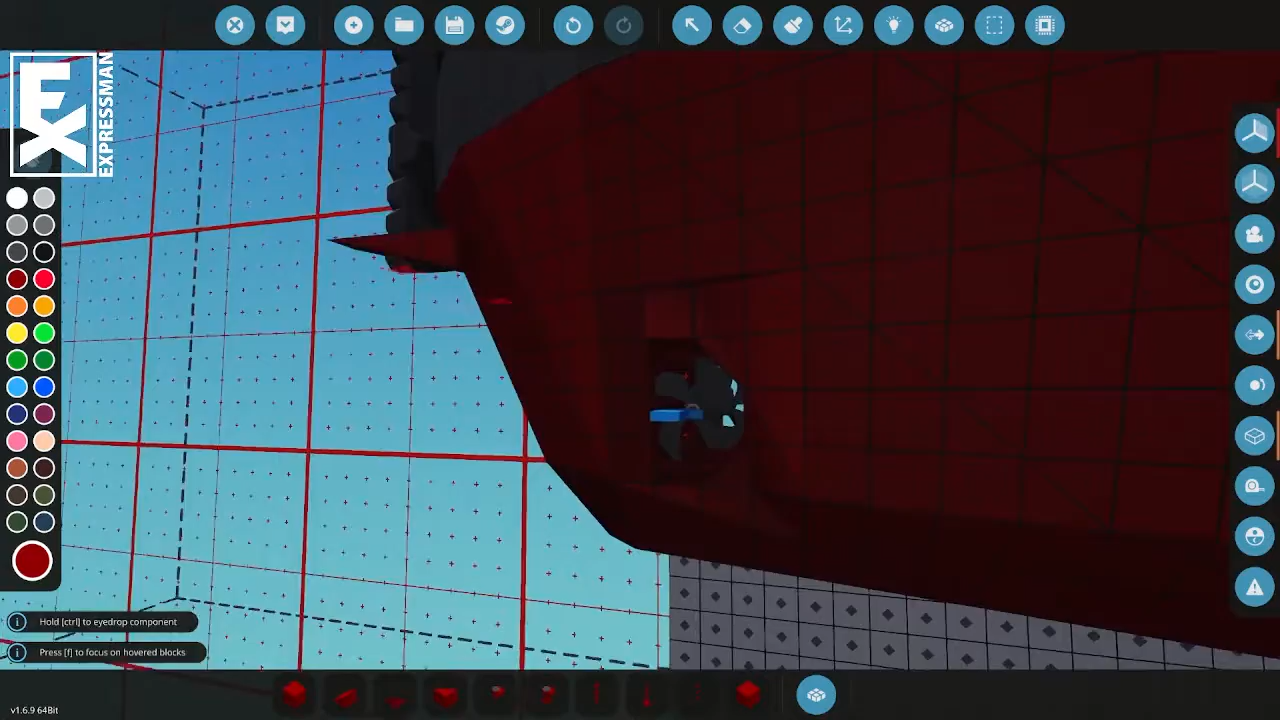 EX
EXPRESSMAN
Hold [ctrl] to eyedrop component
Press [f] to focus on hovered blocks
v1.6.9 64Bit